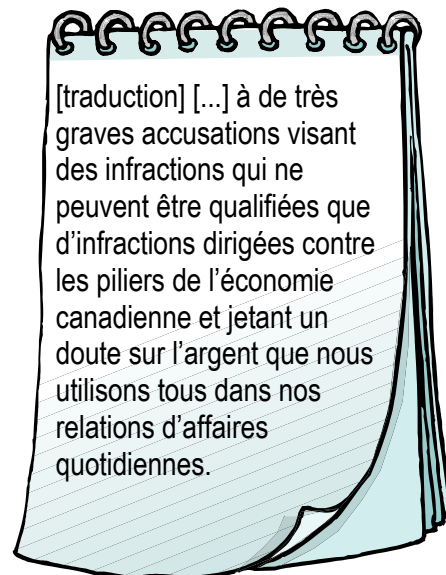 [traduction] [...] à de très
graves accusations visant
des infractions qui ne
peuvent être qualifiées que
d’infractions dirigées contre
les piliers de l’économie
canadienne et jetant un
doute sur l’argent que nous
utilisons tous dans nos
relations d’affaires
quotidiennes.